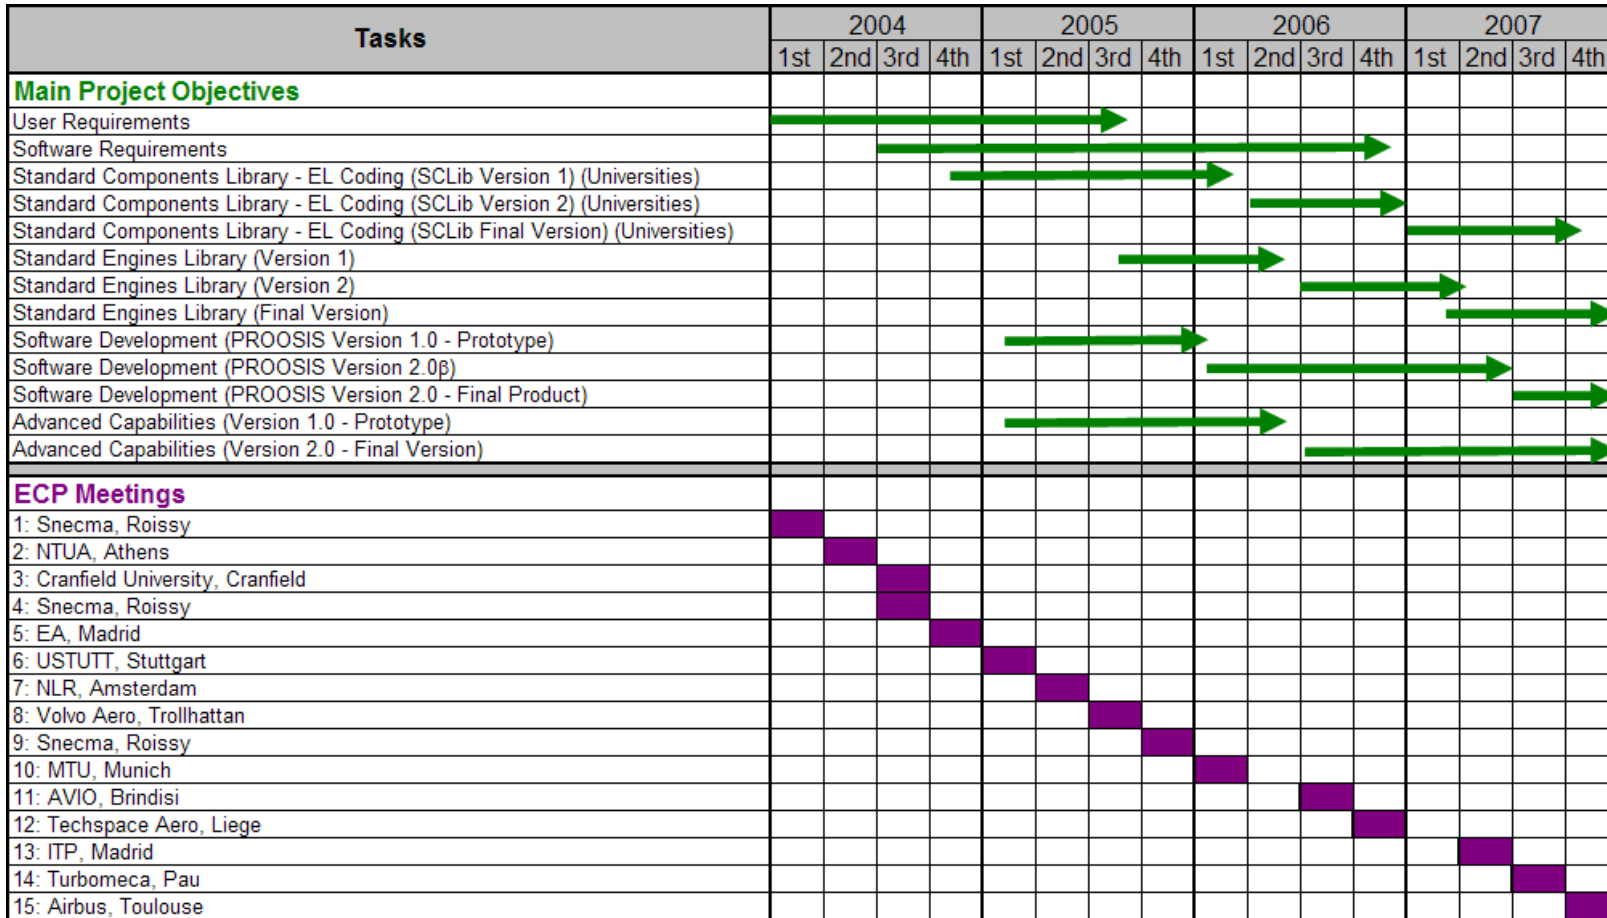 Tasks 2004 2005 2006 2007
1st 2nd 3rd 4th 1st 2nd 3rd 4th 1st 2nd 3rd 4th 1st 2nd 3rd 4th
Main Project Objectives
User Requirements
Software Requirements
Standard Components Library - EL Coding (SCLib Version 1) (Universities)
Standard Components Library - EL Coding (SCLib Version 2) (Universities)
Standard Components Library - EL Coding (SCLib Final Version) (Universities)
Standard Engines Library (Version 1)
Standard Engines Library (Version 2)
Standard Engines Library (Final Version)
Software Development (PROOSIS Version 1.0 - Prototype)
Software Development (PROOSIS Version 2.0β)
Software Development (PROOSIS Version 2.0 - Final Product)
Advanced Capabilities (Version 1.0 - Prototype)
Advanced Capabilities (Version 2.0 - Final Version)
ECP Meetings
1: Snecma, Roissy
2: NTUA, Athens
3: Cranfield University, Cranfield
4: Snecma, Roissy
5: EA, Madrid
6: USTUTT, Stuttgart
7: NLR, Amsterdam
8: Volvo Aero, Trollhattan
9: Snecma, Roissy
10: MTU, Munich
11: AVIO, Brindisi
12: Techspace Aero, Liege
13: ITP, Madrid
14: Turbomeca, Pau
15: Airbus, Toulouse